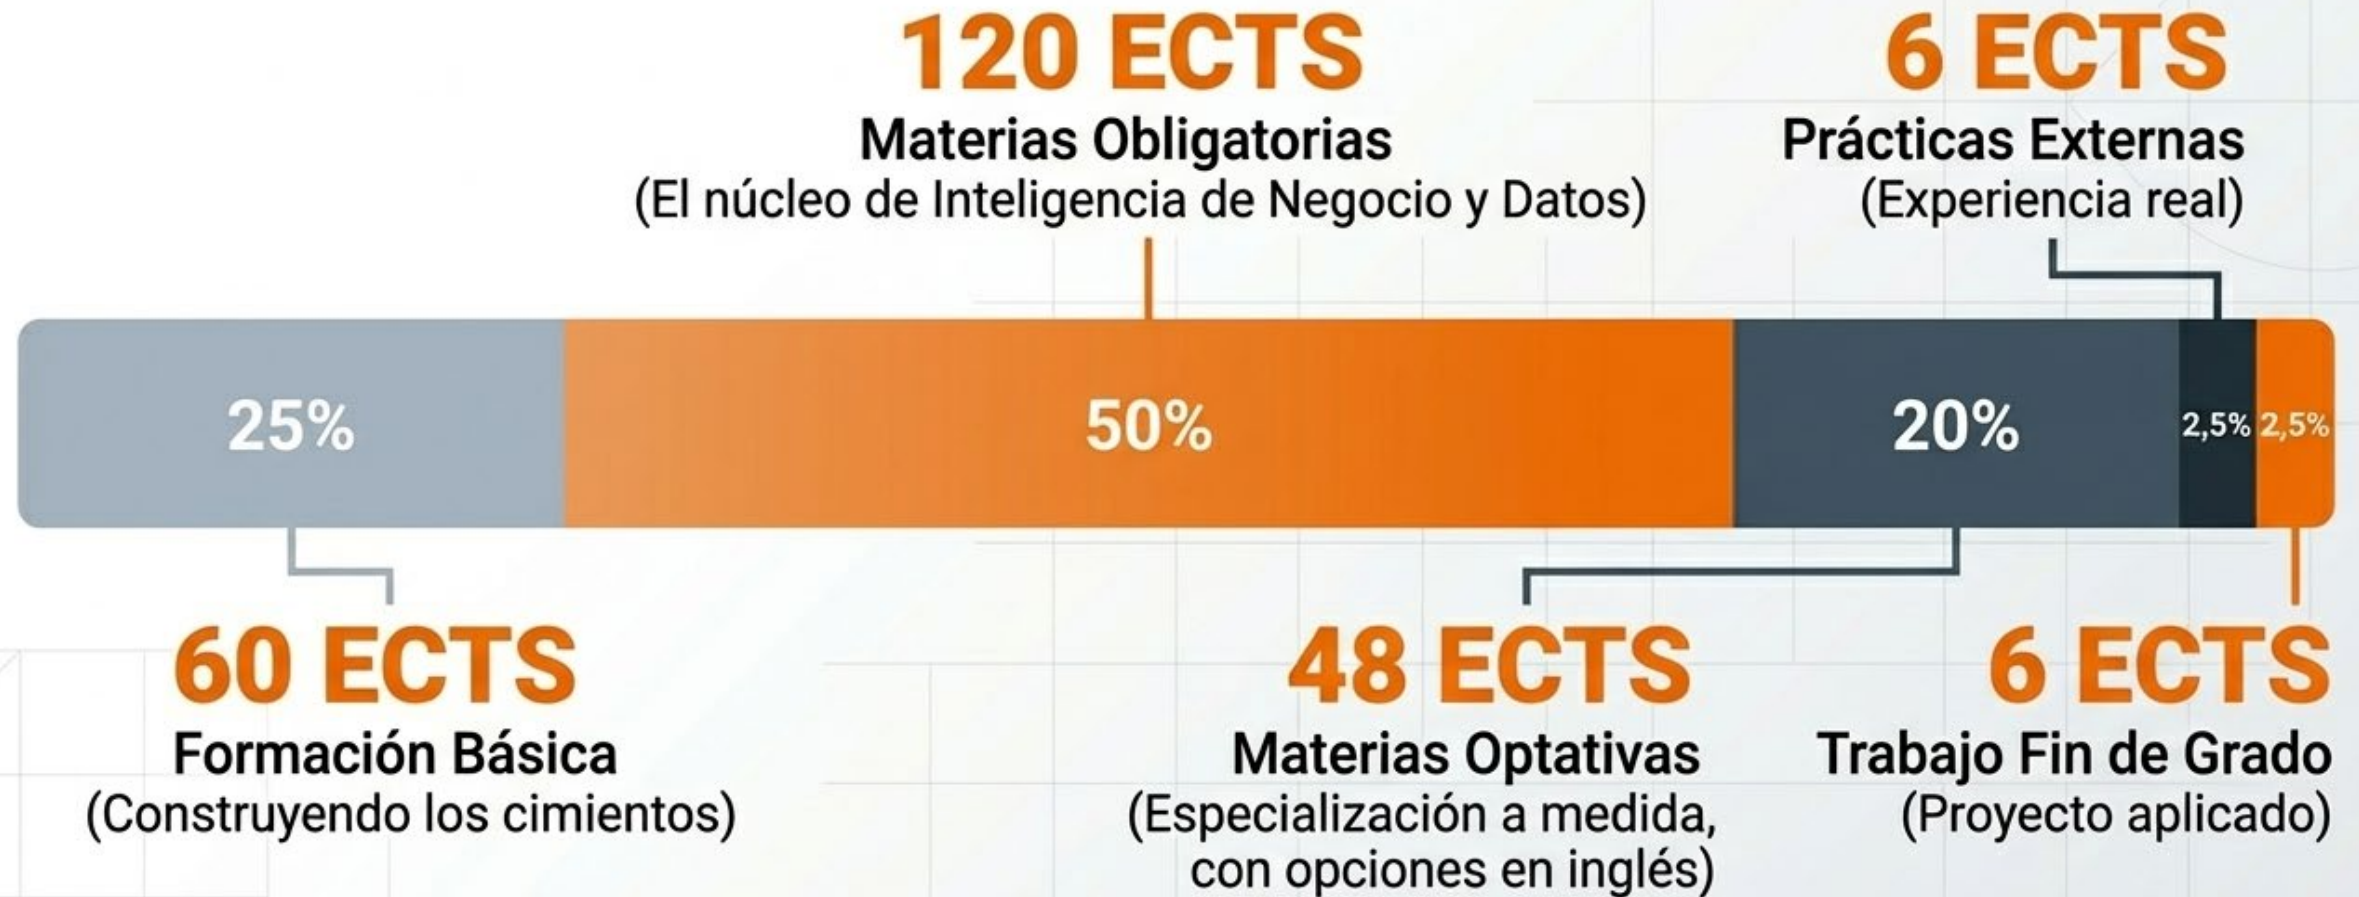 120 ECTS
Materias Obligatorias
(El núcleo de Inteligencia de Negocio y Datos)
6 ECTS
Prácticas Externas
(Experiencia real)
25%
50%
20%
2,5%
2,5%
60 ECTS
Formación Básica
(Construyendo los cimientos)
48 ECTS
Materias Optativas
(Especialización a medida,
con opciones en inglés)
6 ECTS
Trabajo Fin de Grado
(Proyecto aplicado)